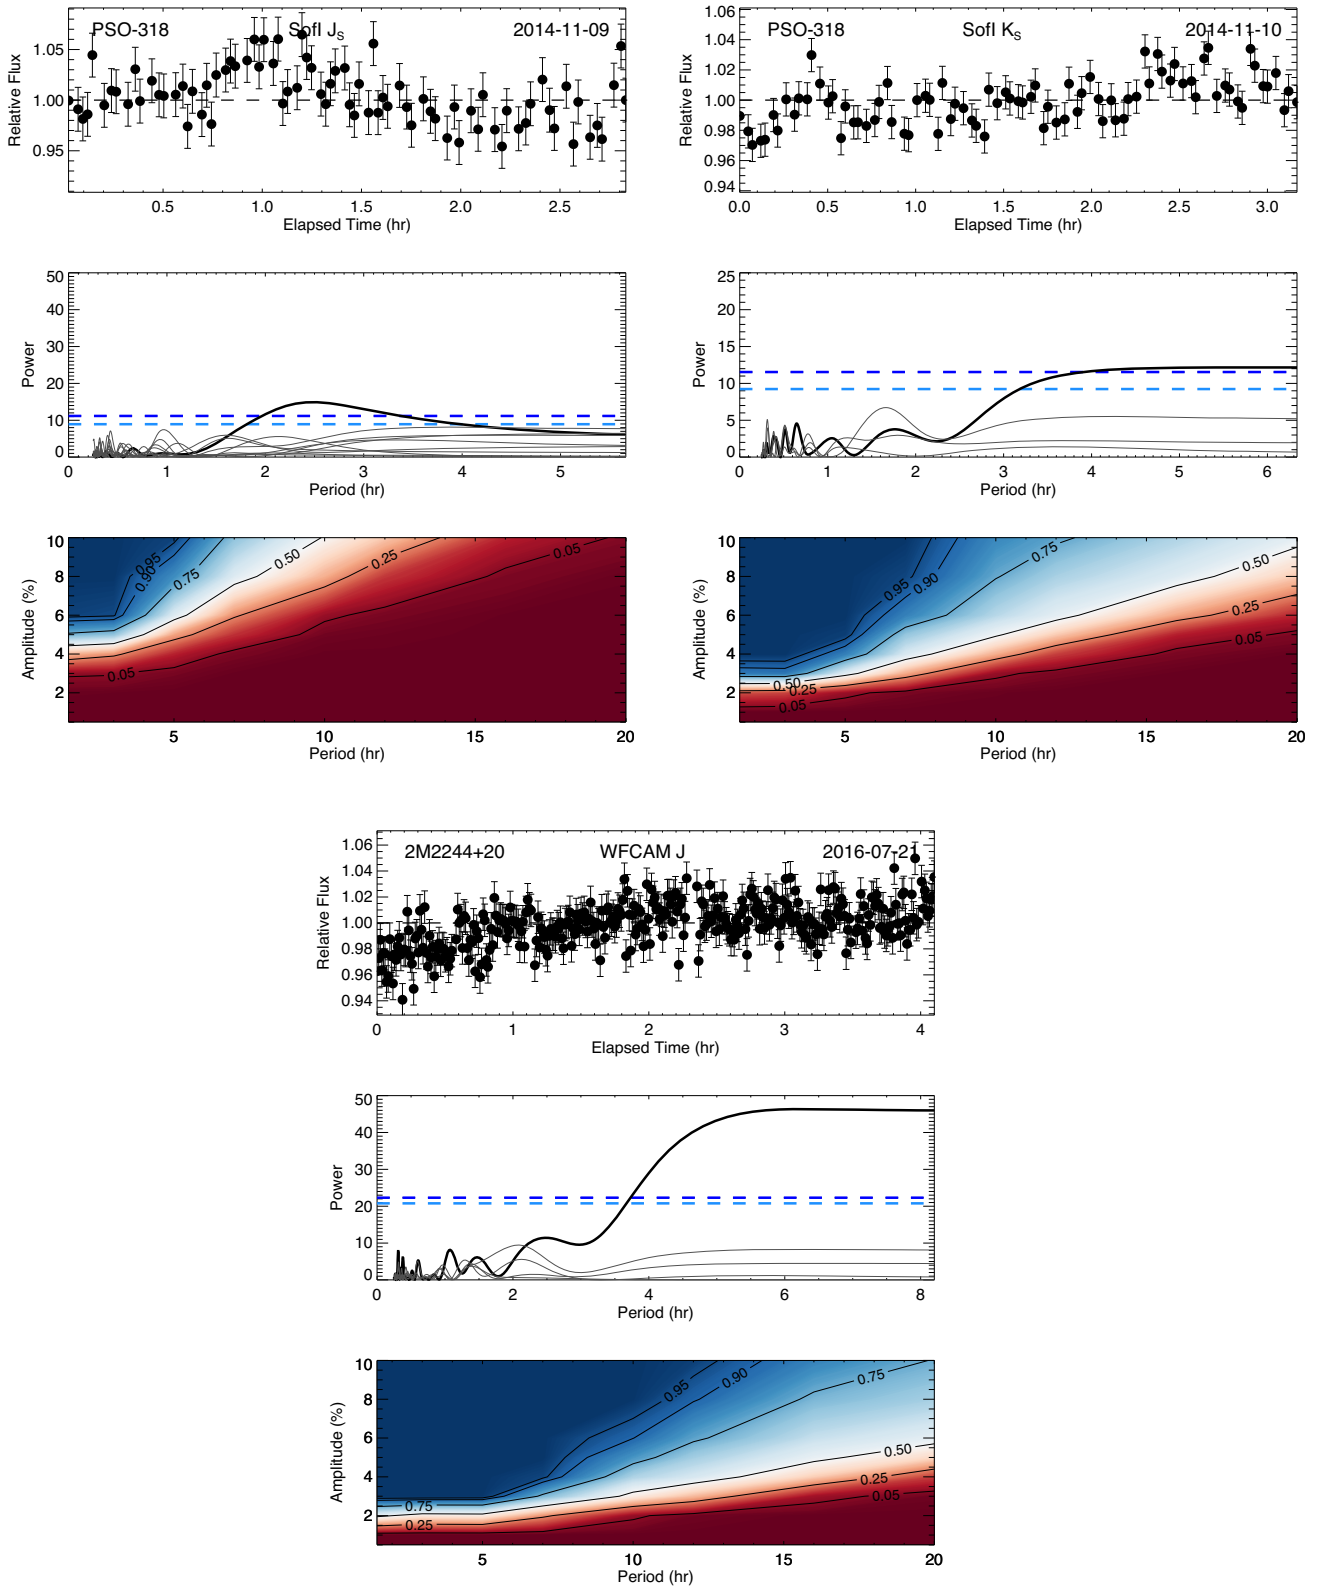 PSO-318 SofI J_S 2014-11-09
Relative Flux
1.05
1.00
0.95
0.5 1.0 1.5 2.0 2.5
Elapsed Time (hr)
PSO-318 SofI K_S 2014-11-10
Relative Flux
1.06
1.04
1.02
1.00
0.98
0.96
0.94
0.0 0.5 1.0 1.5 2.0 2.5 3.0
Elapsed Time (hr)
Power
50
40
30
20
10
0
0 1 2 3 4 5
Period (hr)
Power
25
20
15
10
5
0
0 1 2 3 4 5 6
Period (hr)
Amplitude (%)
10
8
6
4
2
0.95
0.90
0.75
0.50
0.25
0.05
0.05
5 10 15 20
Period (hr)
Amplitude (%)
10
8
6
4
2
0.95
0.90
0.75
0.50
0.25
0.05
0.50
0.25
0.05
5 10 15 20
Period (hr)
2M2244+20 WFCAM J 2016-07-21
Relative Flux
1.06
1.04
1.02
1.00
0.98
0.96
0.94
0 1 2 3 4
Elapsed Time (hr)
Power
50
40
30
20
10
0
0 2 4 6 8
Period (hr)
Amplitude (%)
10
8
6
4
2
0.95
0.90
0.75
0.50
0.25
0.05
0.75
0.25
5 10 15 20
Period (hr)